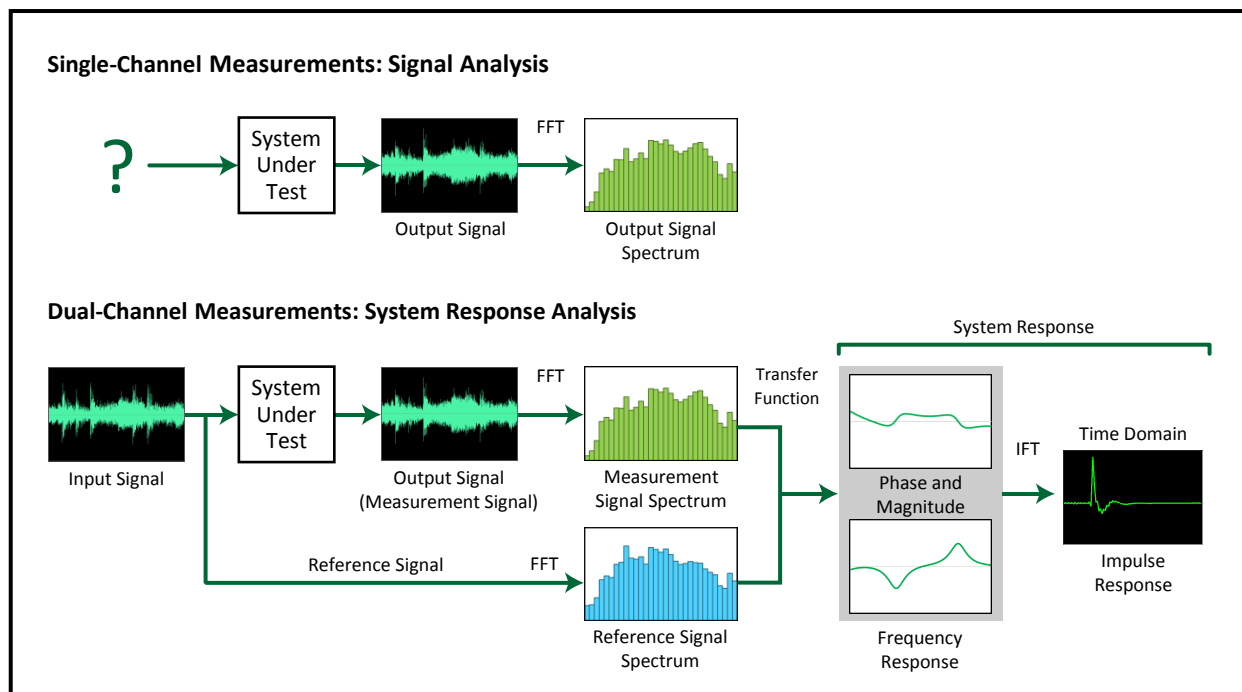 Single-Channel Measurements: Signal Analysis
?
System
Under
Test
FFT
Output Signal
Output Signal
Spectrum
Dual-Channel Measurements: System Response Analysis
System Response
Input Signal
System
Under
Test
Output Signal
(Measurement Signal)
FFT
Measurement
Signal Spectrum
Transfer
Function
Reference Signal
FFT
Reference Signal
Spectrum
Phase and
Magnitude
Frequency
Response
IFT
Time Domain
Impulse
Response